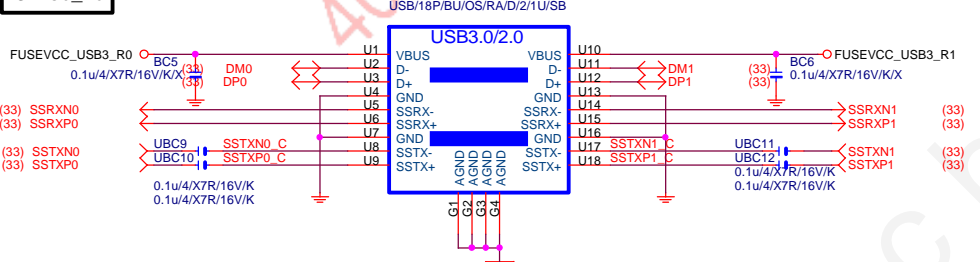 USB/18P/BU/OS/RA/D/2/1U/SB
USB3.0/2.0
FUSEVCC_USB3_R0
BC5
0.1u/4/X7R/16V/K/X
(33) DM0
(33) DP0
(33) SSRXN0
(33) SSRXP0
(33) SSTXN0
(33) SSTXP0
UBC9
UBC10
SSTXN0_C
SSTXP0_C
0.1u/4/X7R/16V/K
0.1u/4/X7R/16V/K
U1 VBUS
U2 D-
U3 D+
U4 GND
U5 SSRX-
U6 SSRX+
U7 GND
U8 SSTX-
U9 SSTX+
VBUS U10
D- U11
D+ U12
GND U13
SSRX- U14
SSRX+ U15
GND U16
SSTX- U17
SSTX+ U18
AGND
AGND
AGND
AGND
G1
G2
G3
G4
FUSEVCC_USB3_R1
BC6
0.1u/4/X7R/16V/K/X
(33) DM1
(33) DP1
SSRXN1 (33)
SSRXP1 (33)
SSTXN1_C
SSTXP1_C
UBC11
UBC12
0.1u/4/X7R/16V/K
0.1u/4/X7R/16V/K
SSTXN1 (33)
SSTXP1 (33)